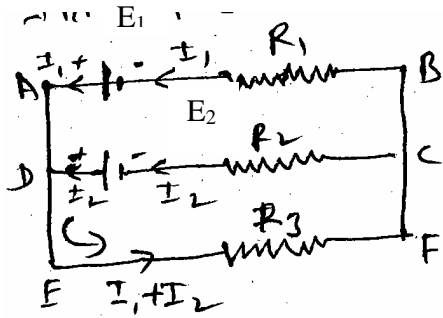 E₁
I₁ + - I₁ R₁
A B
E₂
R₂
D + - C
I₂ I₂
R₃
E I₁+I₂ F